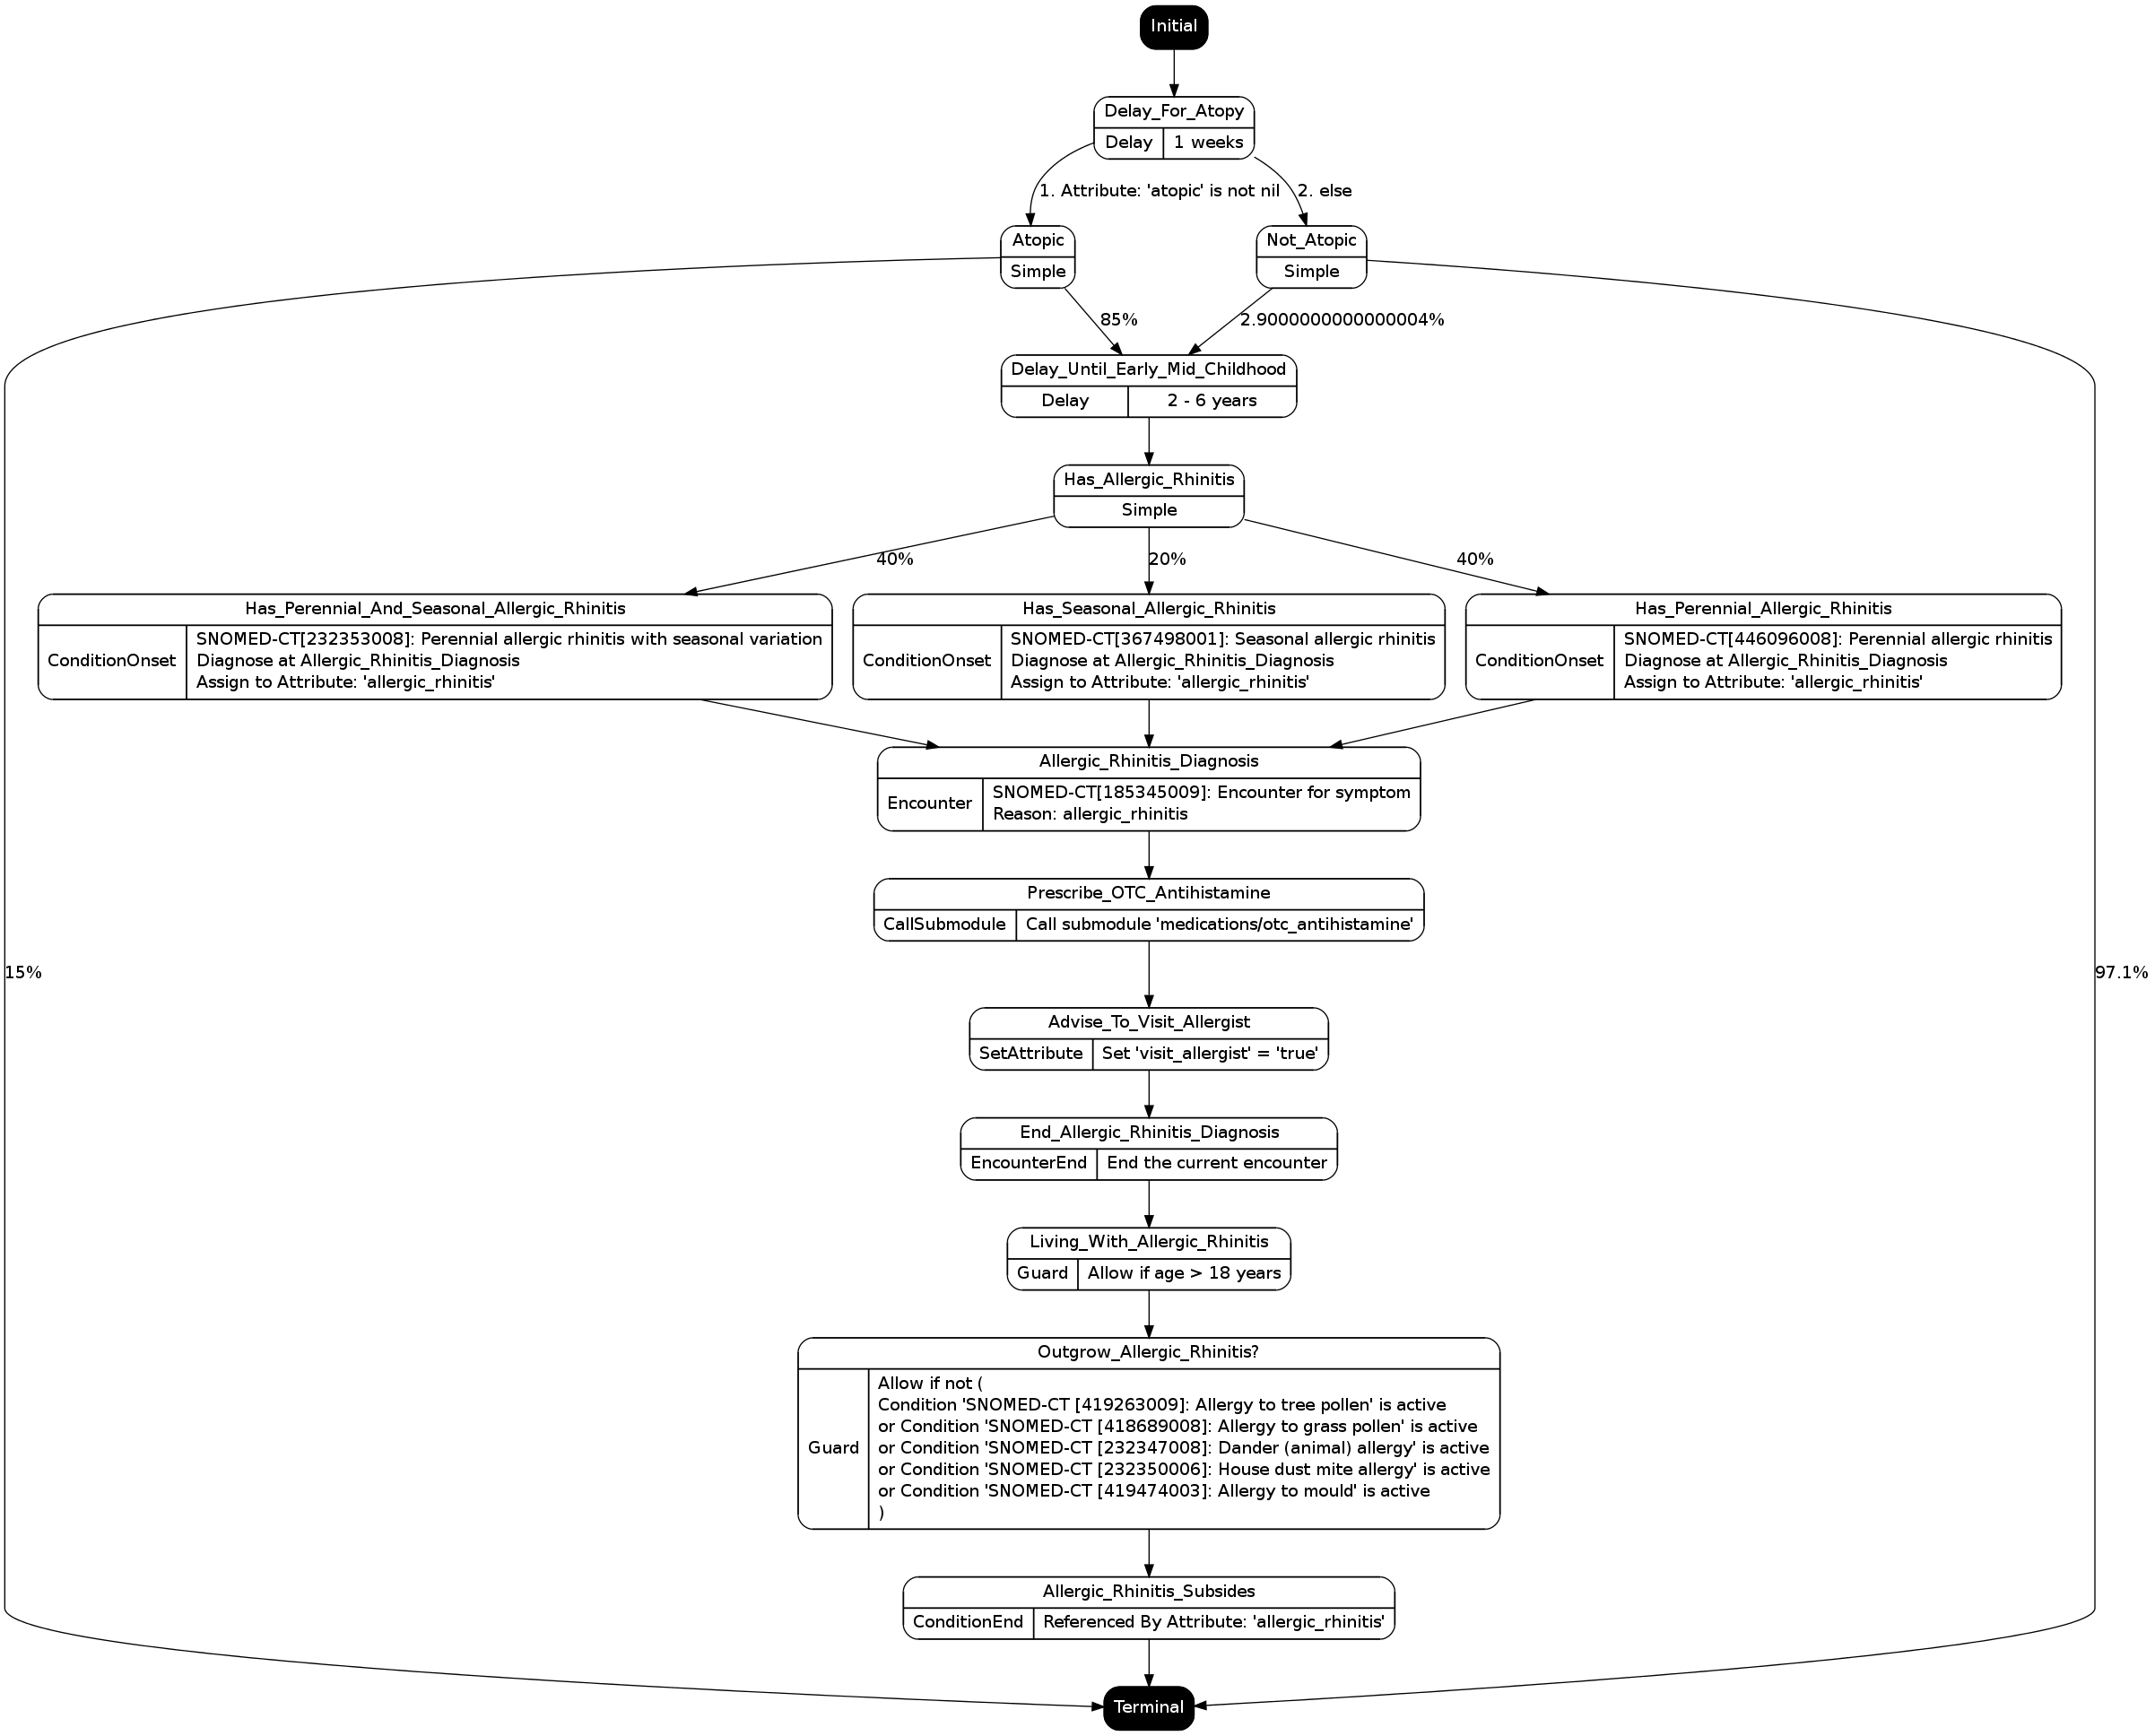 Initial
Delay_For_Atopy
Delay
1 weeks
1. Attribute: 'atopic' is not nil
2. else
Atopic
Simple
Not_Atopic
Simple
85%
2.9000000000000004%
Delay_Until_Early_Mid_Childhood
Delay
2 - 6 years
Has_Allergic_Rhinitis
Simple
40%
20%
40%
Has_Perennial_And_Seasonal_Allergic_Rhinitis
ConditionOnset
SNOMED-CT[232353008]: Perennial allergic rhinitis with seasonal variation
Diagnose at Allergic_Rhinitis_Diagnosis
Assign to Attribute: 'allergic_rhinitis'
Has_Seasonal_Allergic_Rhinitis
ConditionOnset
SNOMED-CT[367498001]: Seasonal allergic rhinitis
Diagnose at Allergic_Rhinitis_Diagnosis
Assign to Attribute: 'allergic_rhinitis'
Has_Perennial_Allergic_Rhinitis
ConditionOnset
SNOMED-CT[446096008]: Perennial allergic rhinitis
Diagnose at Allergic_Rhinitis_Diagnosis
Assign to Attribute: 'allergic_rhinitis'
Allergic_Rhinitis_Diagnosis
Encounter
SNOMED-CT[185345009]: Encounter for symptom
Reason: allergic_rhinitis
Prescribe_OTC_Antihistamine
CallSubmodule
Call submodule 'medications/otc_antihistamine'
15%
97.1%
Advise_To_Visit_Allergist
SetAttribute
Set 'visit_allergist' = 'true'
End_Allergic_Rhinitis_Diagnosis
EncounterEnd
End the current encounter
Living_With_Allergic_Rhinitis
Guard
Allow if age > 18 years
Outgrow_Allergic_Rhinitis?
Guard
Allow if not (
Condition 'SNOMED-CT [419263009]: Allergy to tree pollen' is active
or Condition 'SNOMED-CT [418689008]: Allergy to grass pollen' is active
or Condition 'SNOMED-CT [232347008]: Dander (animal) allergy' is active
or Condition 'SNOMED-CT [232350006]: House dust mite allergy' is active
or Condition 'SNOMED-CT [419474003]: Allergy to mould' is active
)
Allergic_Rhinitis_Subsides
ConditionEnd
Referenced By Attribute: 'allergic_rhinitis'
Terminal